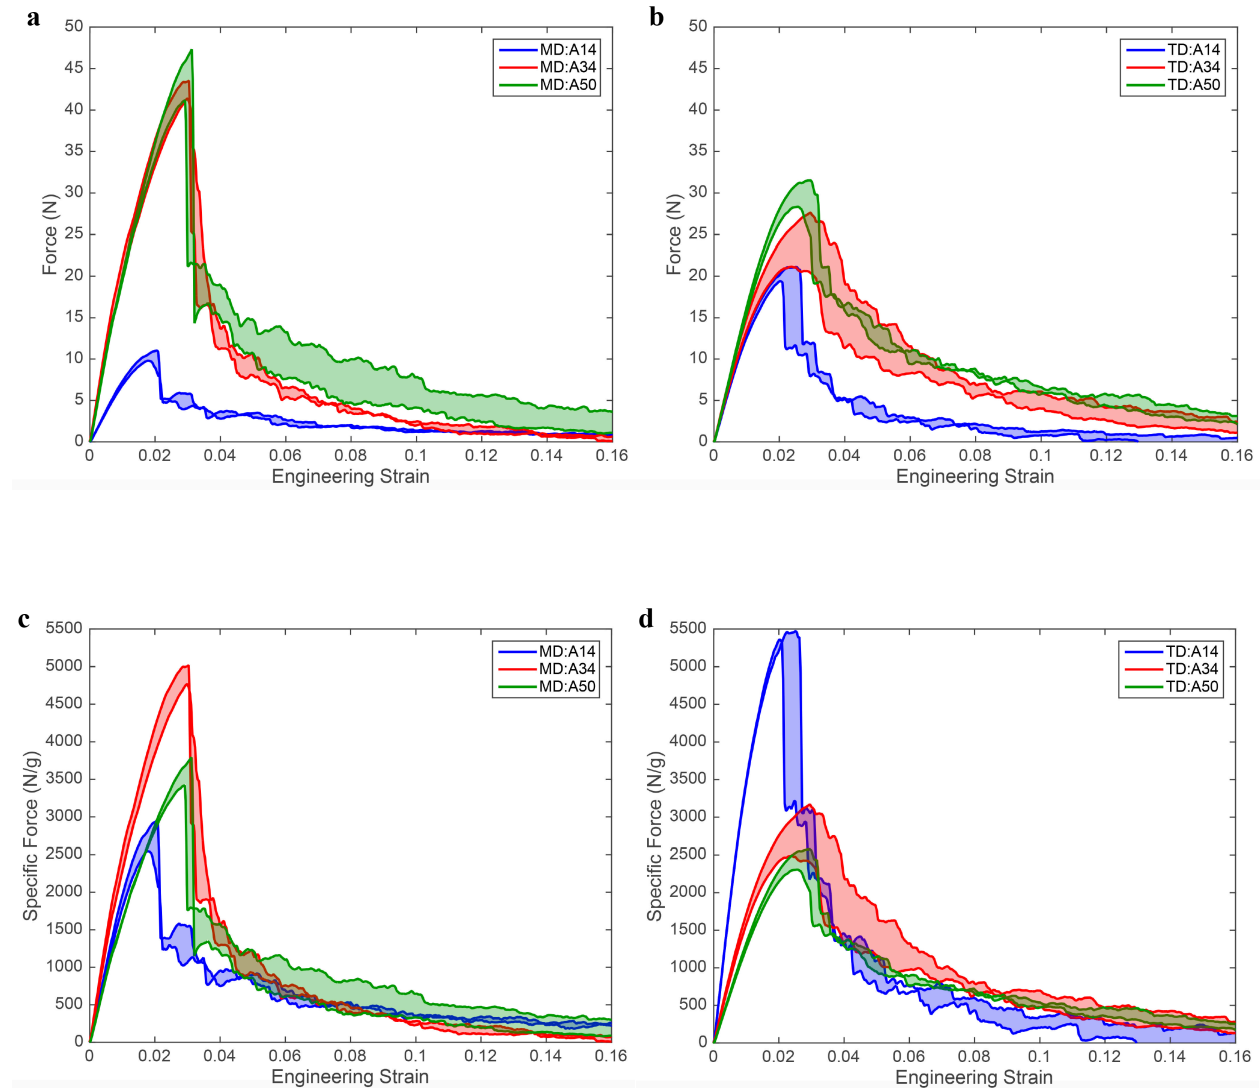 a
50
45
40
35
30
25
20
15
10
5
0
Force (N)
MD:A14
MD:A34
MD:A50
0 0.02 0.04 0.06 0.08 0.1 0.12 0.14 0.16
Engineering Strain
b
50
45
40
35
30
25
20
15
10
5
0
Force (N)
TD:A14
TD:A34
TD:A50
0 0.02 0.04 0.06 0.08 0.1 0.12 0.14 0.16
Engineering Strain
c
5500
5000
4500
4000
3500
3000
2500
2000
1500
1000
500
0
Specific Force (N/g)
MD:A14
MD:A34
MD:A50
0 0.02 0.04 0.06 0.08 0.1 0.12 0.14 0.16
Engineering Strain
d
5500
5000
4500
4000
3500
3000
2500
2000
1500
1000
500
0
Specific Force (N/g)
TD:A14
TD:A34
TD:A50
0 0.02 0.04 0.06 0.08 0.1 0.12 0.14 0.16
Engineering Strain